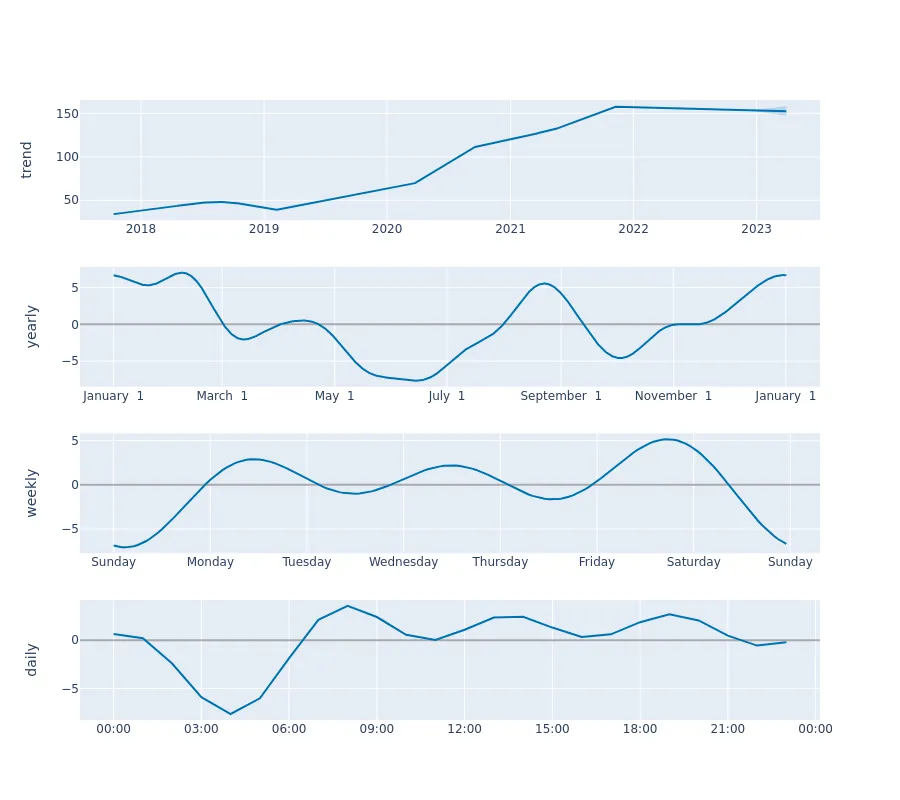 trend
150
100
50
2018 2019 2020 2021 2022 2023
yearly
5
0
−5
January 1 March 1 May 1 July 1 September 1 November 1 January 1
weekly
5
0
−5
Sunday Monday Tuesday Wednesday Thursday Friday Saturday Sunday
daily
0
−5
00:00 03:00 06:00 09:00 12:00 15:00 18:00 21:00 00:00